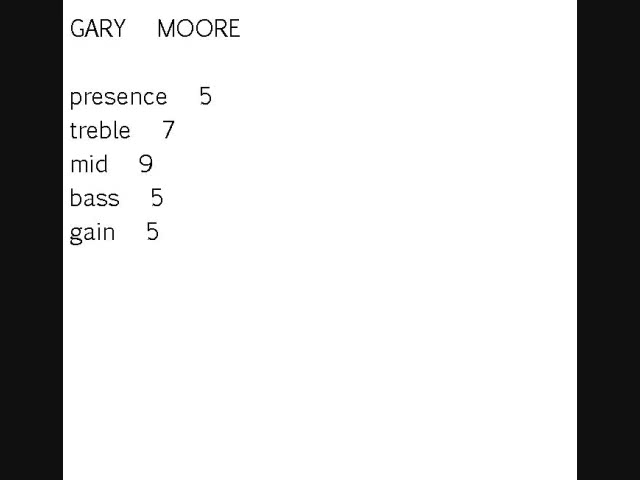 GARY MOORE
presence 5
treble 7
mid 9
bass 5
gain 5